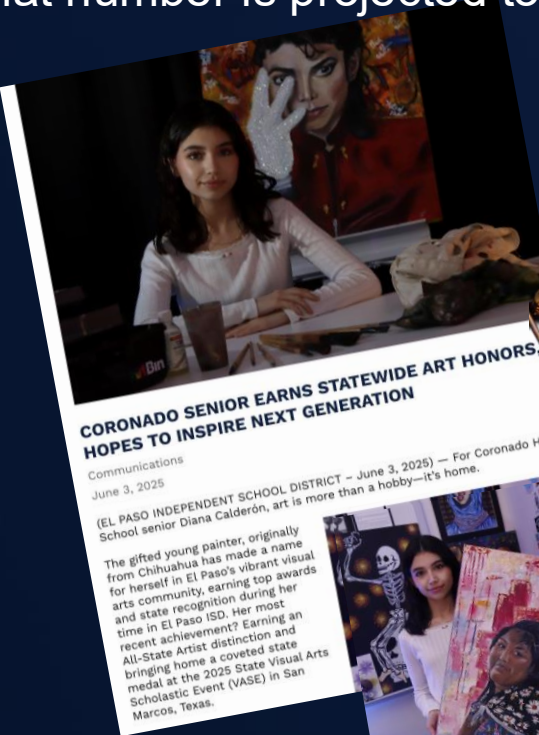 hat number is projected to
CORONADO SENIOR EARNS STATEWIDE ART HONORS,
HOPES TO INSPIRE NEXT GENERATION
Communications
June 3, 2025
(EL PASO INDEPENDENT SCHOOL DISTRICT – June 3, 2025) — For Coronado H
School senior Diana Calderón, art is more than a hobby—it's home.
The gifted young painter, originally
from Chihuahua has made a name
for herself in El Paso's vibrant visual
arts community, earning top awards
and state recognition during her
time in El Paso ISD. Her most
recent achievement? Earning an
All-State Artist distinction and
bringing home a coveted state
medal at the 2025 State Visual Arts
Scholastic Event (VASE) in San
Marcos, Texas.